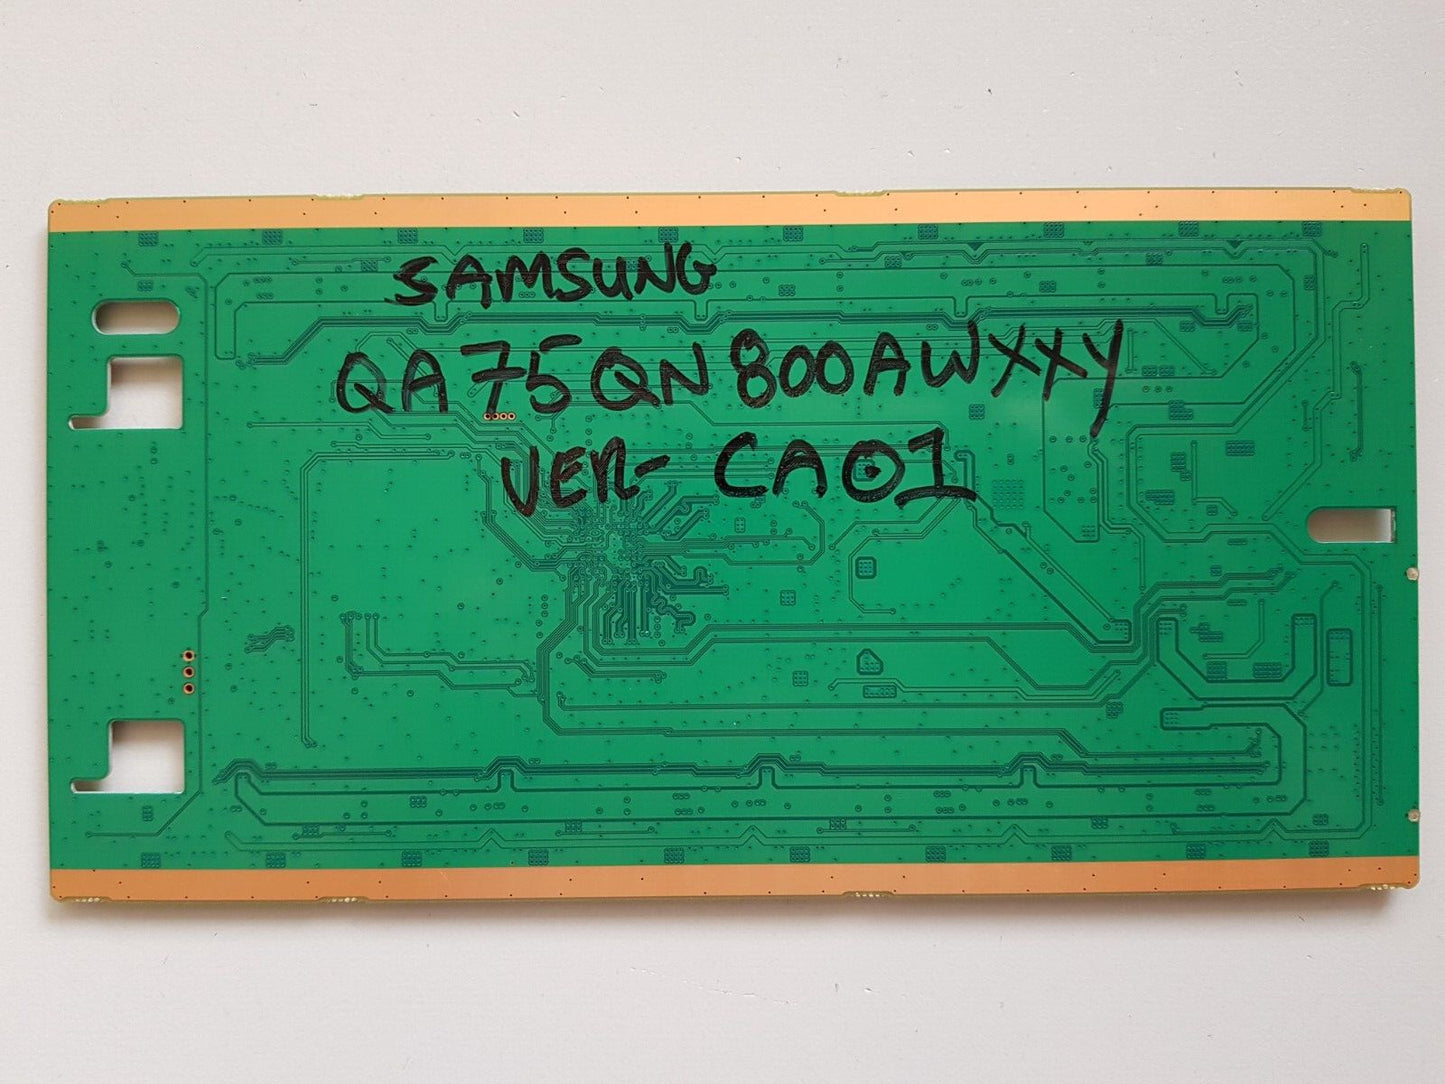 SAMSUNG
QA75QN800AWXXY
VER- CA01